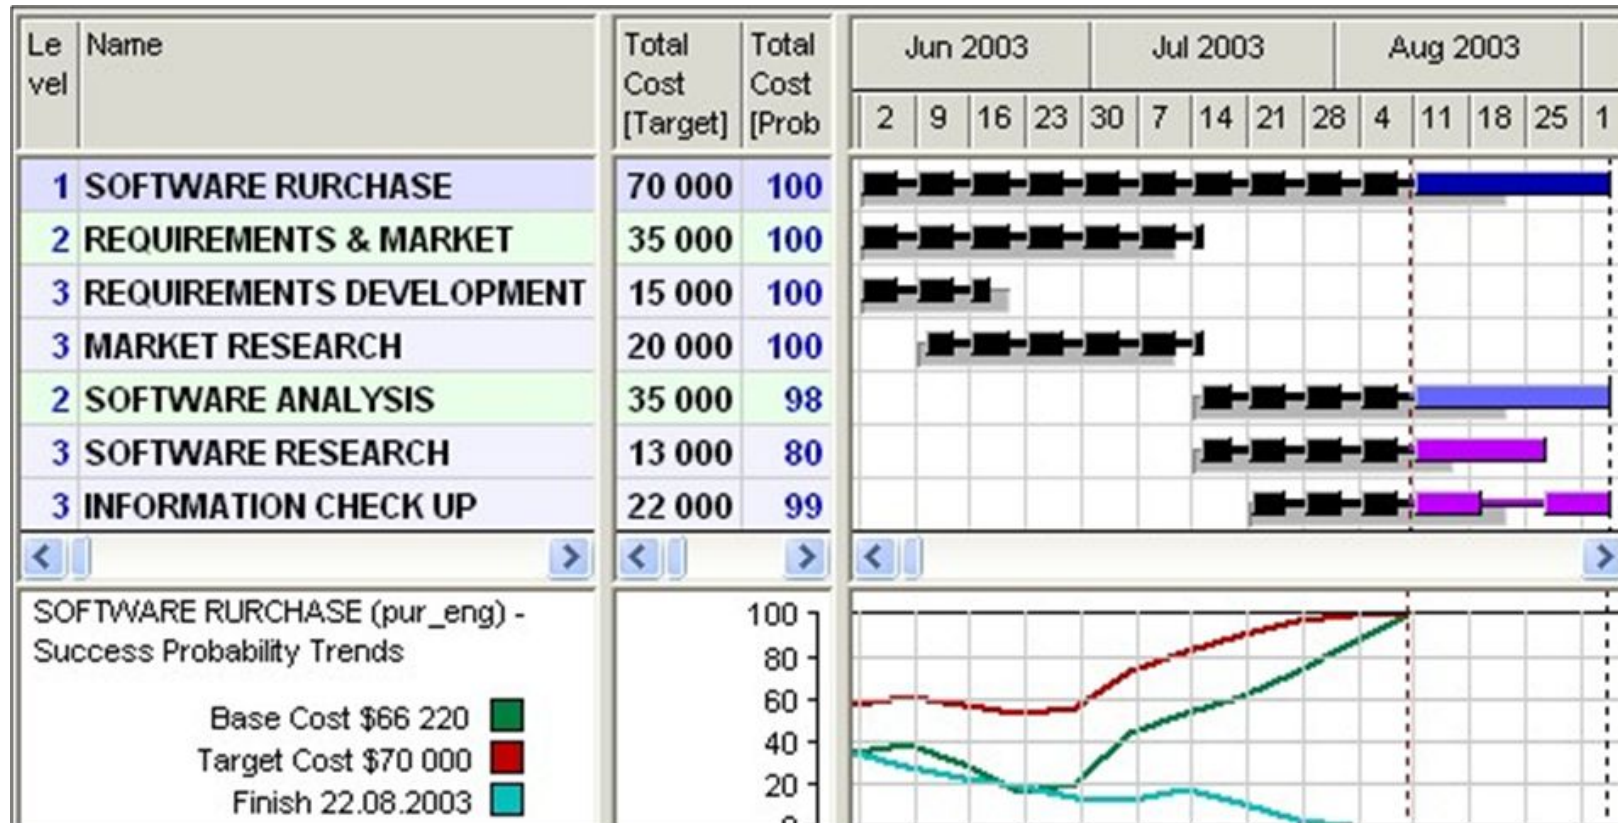 Le
vel
Name
Total
Cost
[Target]
Total
Cost
[Prob
Jun 2003 Jul 2003 Aug 2003
2 9 16 23 30 7 14 21 28 4 11 18 25 1
1 SOFTWARE RURCHASE 70 000 100
2 REQUIREMENTS & MARKET 35 000 100
3 REQUIREMENTS DEVELOPMENT 15 000 100
3 MARKET RESEARCH 20 000 100
2 SOFTWARE ANALYSIS 35 000 98
3 SOFTWARE RESEARCH 13 000 80
3 INFORMATION CHECK UP 22 000 99
SOFTWARE RURCHASE (pur_eng) -
Success Probability Trends
Base Cost $66 220
Target Cost $70 000
Finish 22.08.2003
100
80
60
40
20
0